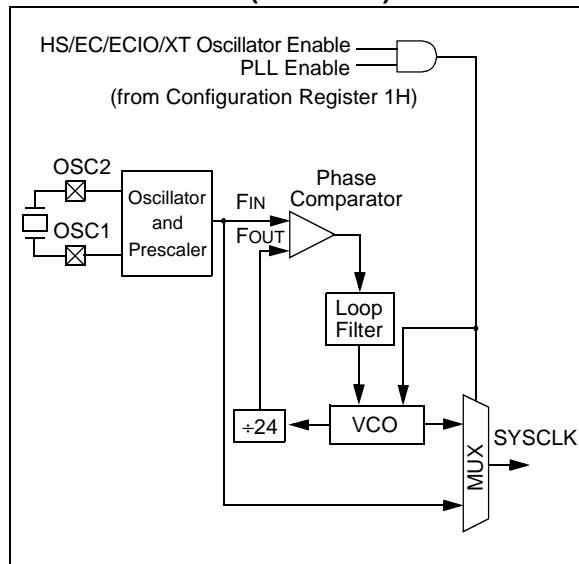 HS/EC/ECIO/XT Oscillator Enable
PLL Enable
(from Configuration Register 1H)
OSC2
OSC1
Oscillator
and
Prescaler
FIN
FOUT
Phase
Comparator
Loop
Filter
÷24
VCO
MUX
SYSCLK